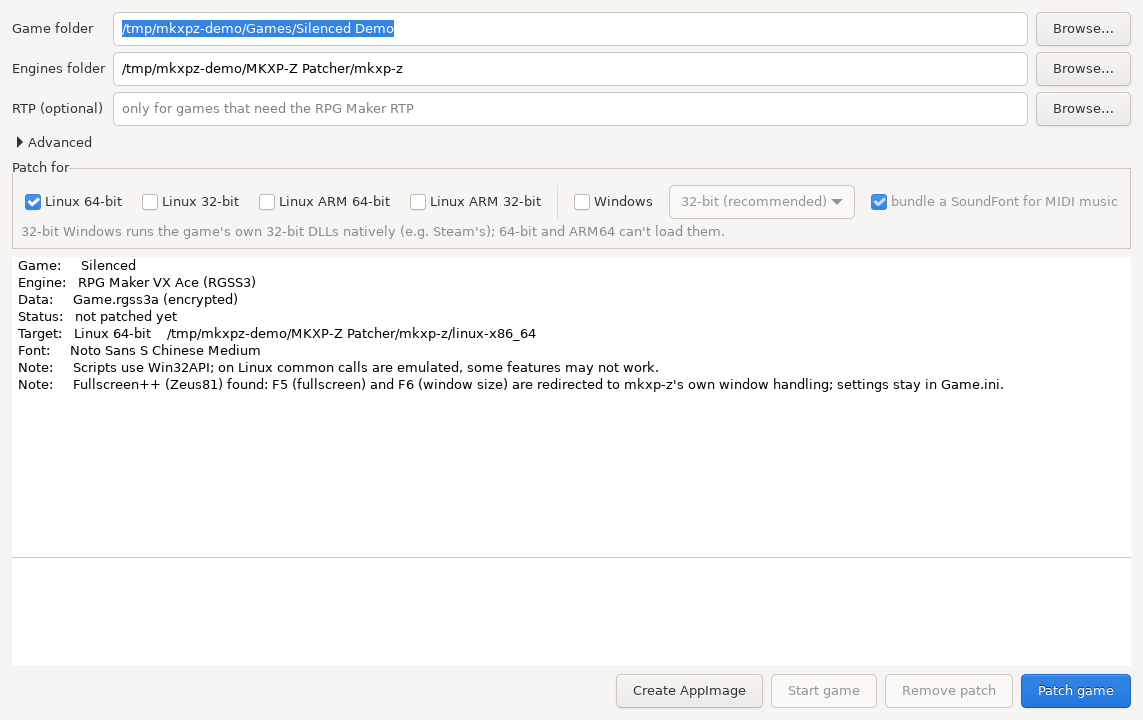 Game folder /tmp/mkxpz-demo/Games/Silenced Demo Browse...
Engines folder /tmp/mkxpz-demo/MKXP-Z Patcher/mkxp-z Browse...
RTP (optional) only for games that need the RPG Maker RTP Browse...
Advanced
Patch for
Linux 64-bit Linux 32-bit Linux ARM 64-bit Linux ARM 32-bit Windows 32-bit (recommended) bundle a SoundFont for MIDI music
32-bit Windows runs the game's own 32-bit DLLs natively (e.g. Steam's); 64-bit and ARM64 can't load them.
Game: Silenced
Engine: RPG Maker VX Ace (RGSS3)
Data: Game.rgss3a (encrypted)
Status: not patched yet
Target: Linux 64-bit /tmp/mkxpz-demo/MKXP-Z Patcher/mkxp-z/linux-x86_64
Font: Noto Sans S Chinese Medium
Note: Scripts use Win32API; on Linux common calls are emulated, some features may not work.
Note: Fullscreen++ (Zeus81) found: F5 (fullscreen) and F6 (window size) are redirected to mkxp-z's own window handling; settings stay in Game.ini.
Create AppImage Start game Remove patch Patch game